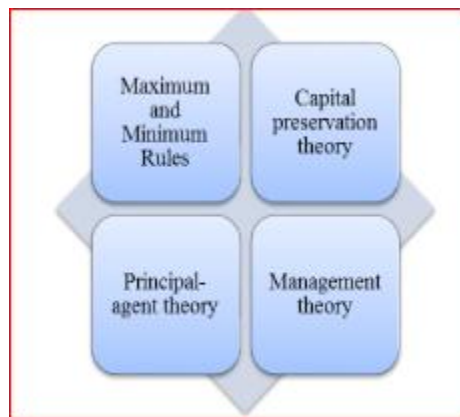 Maximum
and
Minimum
Rules
Capital
preservation
theory
Principal-
agent theory
Management
theory